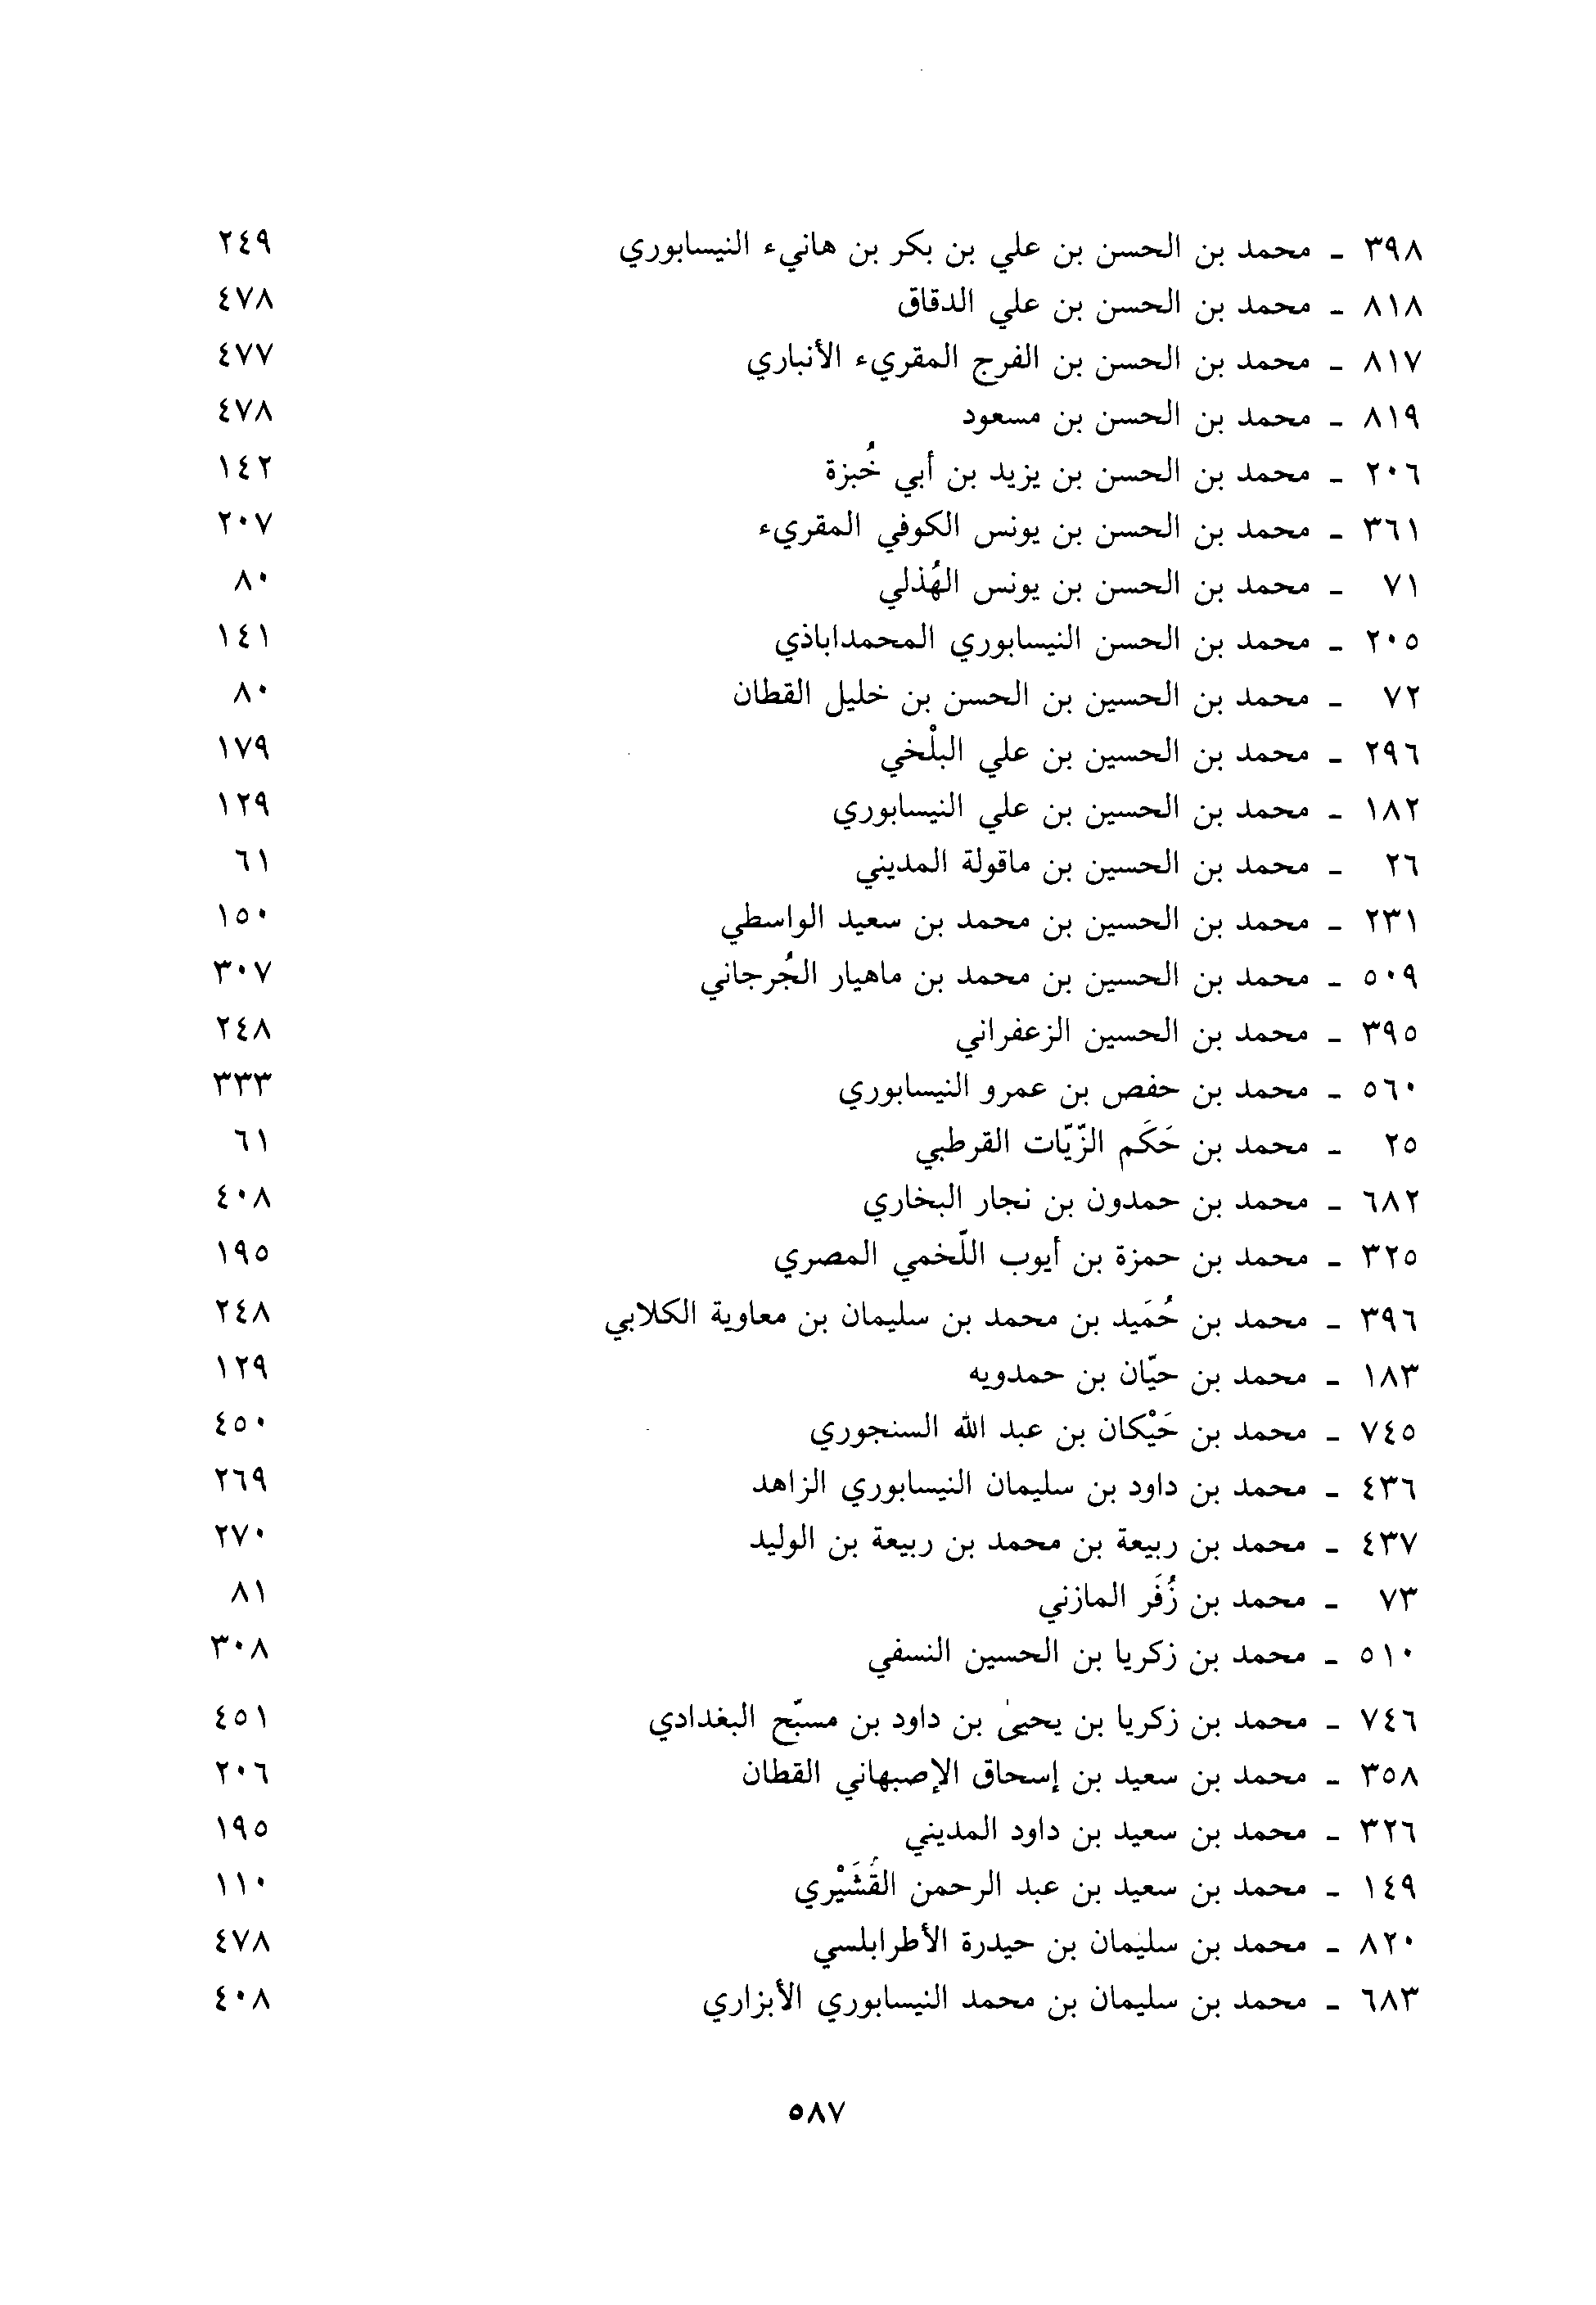 ٣٩٨ ـ محمد بن الحسن بن علي بن بكر بن هانيء النيسابوري ٢٤٩
٨١٨ ـ محمد بن الحسن بن علي الدقاق ٤٧٨
٨١٧ ـ محمد بن الحسن بن الفرج المقريء الأنباري ٤٧٧
٨١٩ ـ محمد بن الحسن بن مسعود ٤٧٨
٢٠٦ ـ محمد بن الحسن بن يزيد بن أبي خُبزة ١٤٢
٣٦١ ـ محمد بن الحسن بن يونس الكوفي المقريء ٢٠٧
٧١ ـ محمد بن الحسن بن يونس الهُذلي ٨٠
٢٠٥ ـ محمد بن الحسن النيسابوري المحمداباذي ١٤١
٧٢ ـ محمد بن الحسين بن الحسن بن خليل القطان ٨٠
٢٩٦ ـ محمد بن الحسين بن علي البلْخي ١٧٩
١٨٢ ـ محمد بن الحسين بن علي النيسابوري ١٢٩
٢٦ ـ محمد بن الحسين بن ماقولة المديني ٦١
٢٣١ ـ محمد بن الحسين بن محمد بن سعيد الواسطي ١٥٠
٥٠٩ ـ محمد بن الحسين بن محمد بن ماهيار الجُرجاني ٣٠٧
٣٩٥ ـ محمد بن الحسين الزعفراني ٢٤٨
٥٦٠ ـ محمد بن حفص بن عمرو النيسابوري ٣٣٣
٢٥ ـ محمد بن حَكَم الزّيّات القرطبي ٦١
٦٨٢ ـ محمد بن حمدون بن نجار البخاري ٤٠٨
٣٢٥ ـ محمد بن حمزة بن أيوب اللّخمي المصري ١٩٥
٣٩٦ ـ محمد بن حُمَيد بن محمد بن سليمان بن معاوية الكلابي ٢٤٨
١٨٣ ـ محمد بن حيّان بن حمدويه ١٢٩
٧٤٥ ـ محمد بن حَيْكان بن عبد الله السنجوري ٤٥٠
٤٣٦ ـ محمد بن داود بن سليمان النيسابوري الزاهد ٢٦٩
٤٣٧ ـ محمد بن ربيعة بن محمد بن ربيعة بن الوليد ٢٧٠
٧٣ ـ محمد بن زُفَر المازني ٨١
٥١٠ ـ محمد بن زكريا بن الحسين النسفي ٣٠٨
٧٤٦ ـ محمد بن زكريا بن يحيىٰ بن داود بن مسبّح البغدادي ٤٥١
٣٥٨ ـ محمد بن سعيد بن إسحاق الإصبهاني القطان ٢٠٦
٣٢٦ ـ محمد بن سعيد بن داود المديني ١٩٥
١٤٩ ـ محمد بن سعيد بن عبد الرحمن القُشَيْري ١١٠
٨٢٠ ـ محمد بن سليمان بن حيدرة الأطرابلسي ٤٧٨
٦٨٣ ـ محمد بن سليمان بن محمد النيسابوري الأبزاري ٤٠٨
٥٨٧